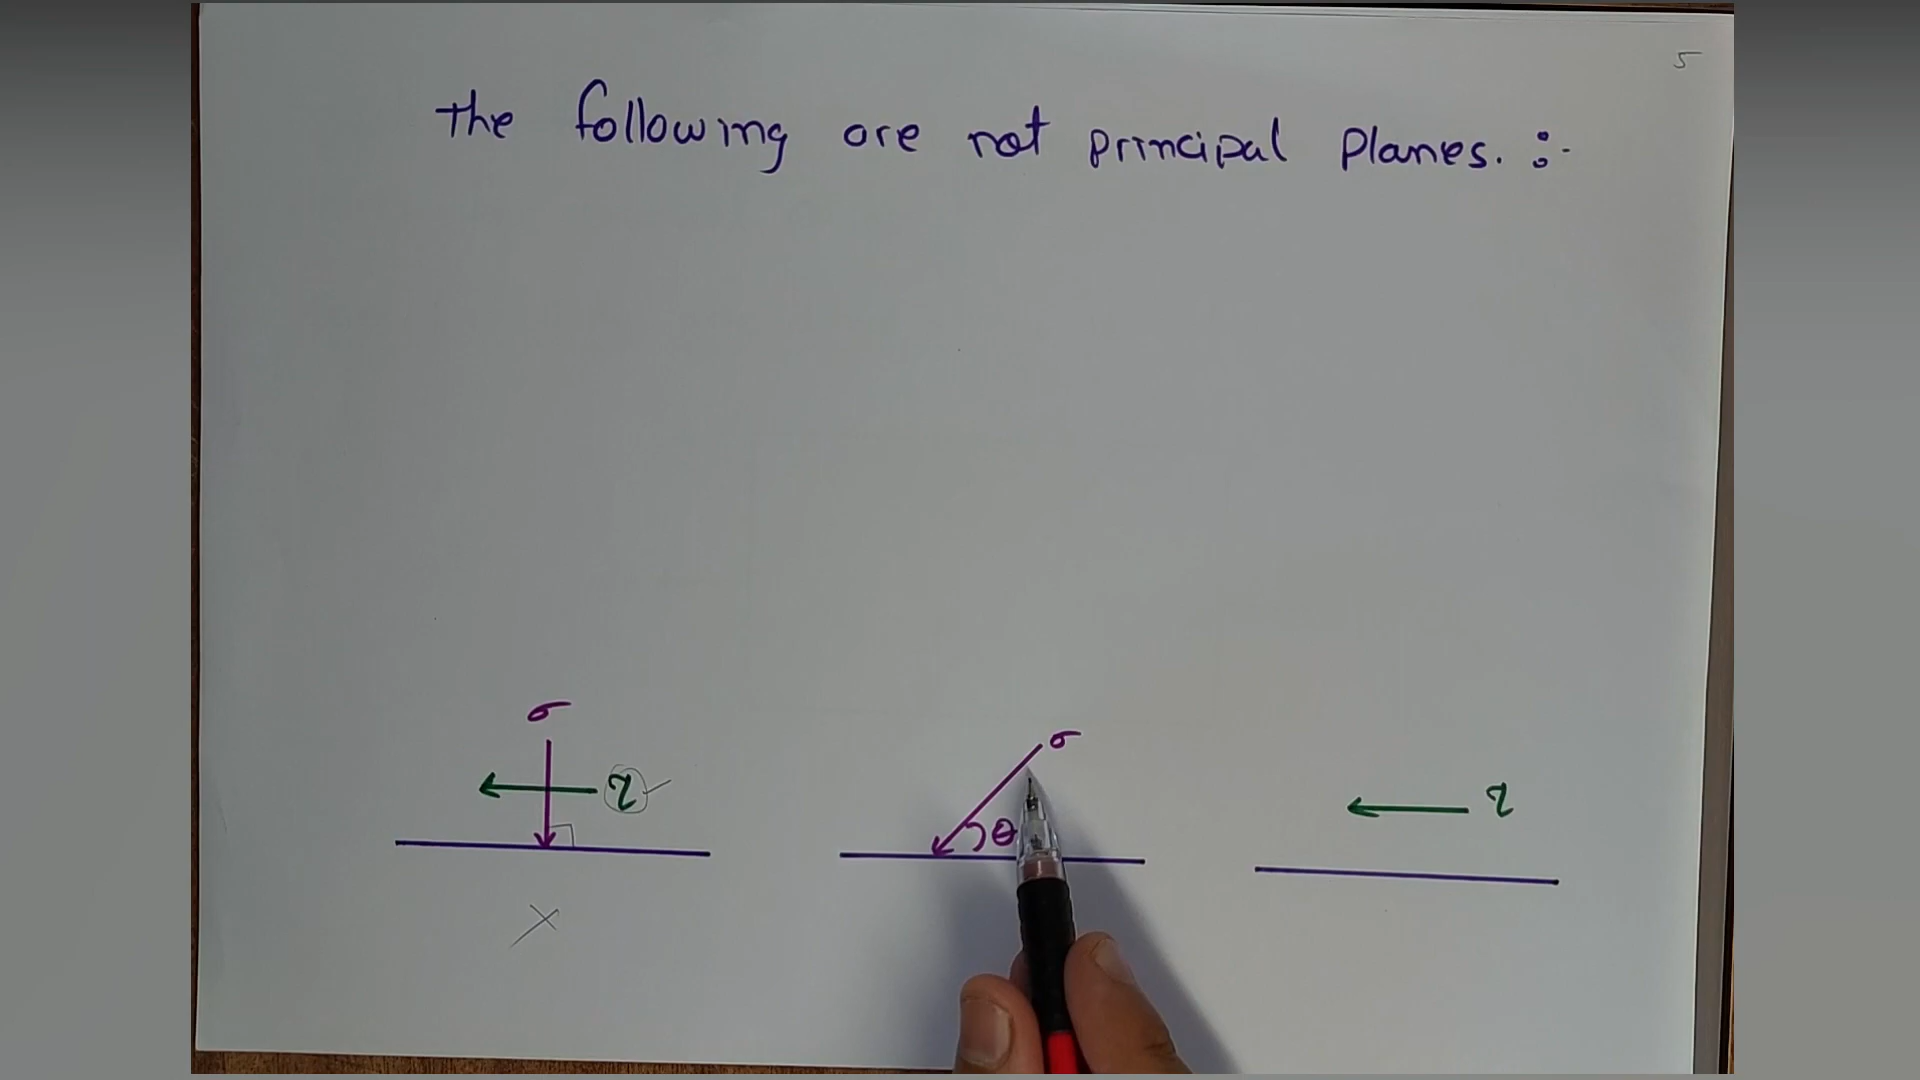 5
The following are not principal planes. :-
σ
σ
τ
τ
θ